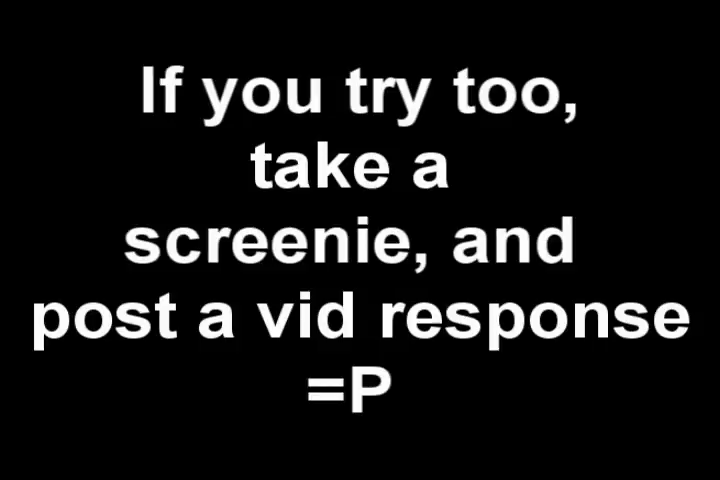 If you try too,
take a
screenie, and
post a vid response
=P